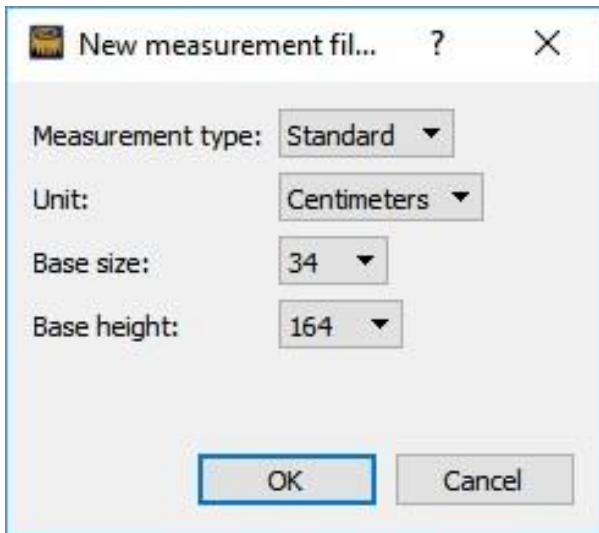 New measurement fil... ?
Measurement type: Standard
Unit: Centimeters
Base size: 34
Base height: 164
OK Cancel